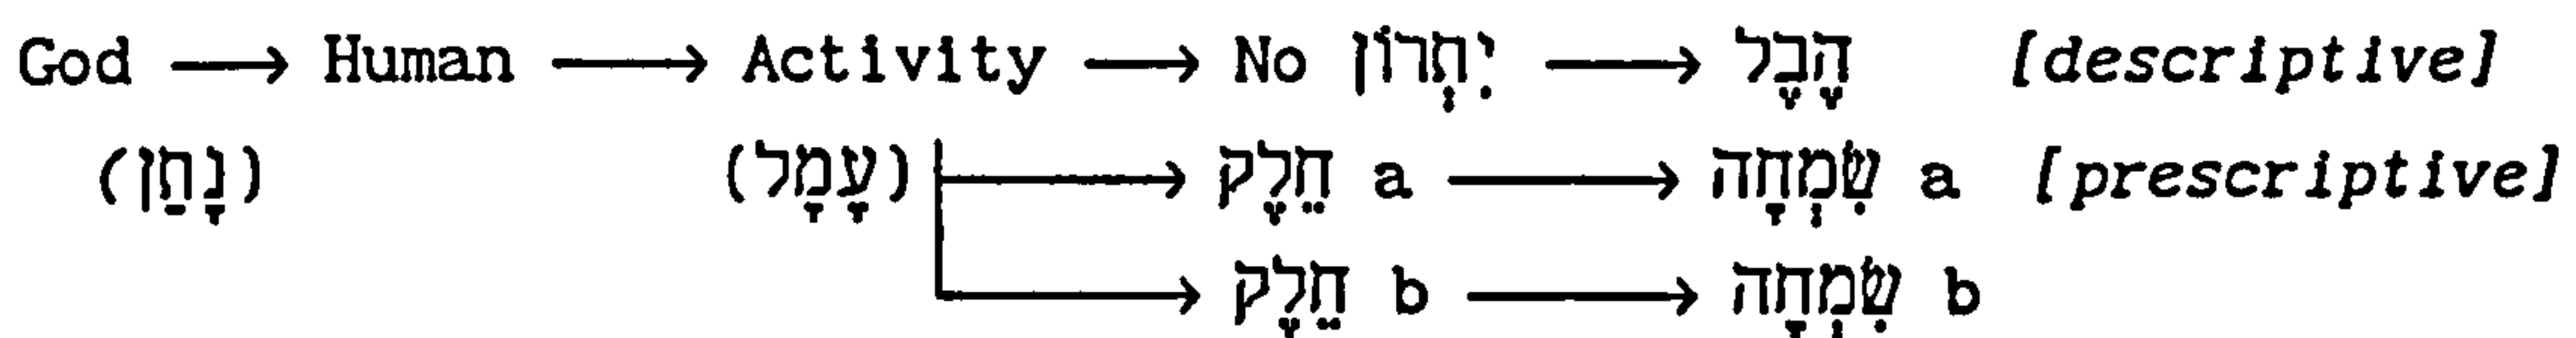 God → Human → Activity → No יִתְרוֹן → הֶבֶל [descriptive]
(נָתַן) (עָמָל) → חֵלֶק a → שִׂמְחָה a [prescriptive]
→ חֵלֶק b → שִׂמְחָה b